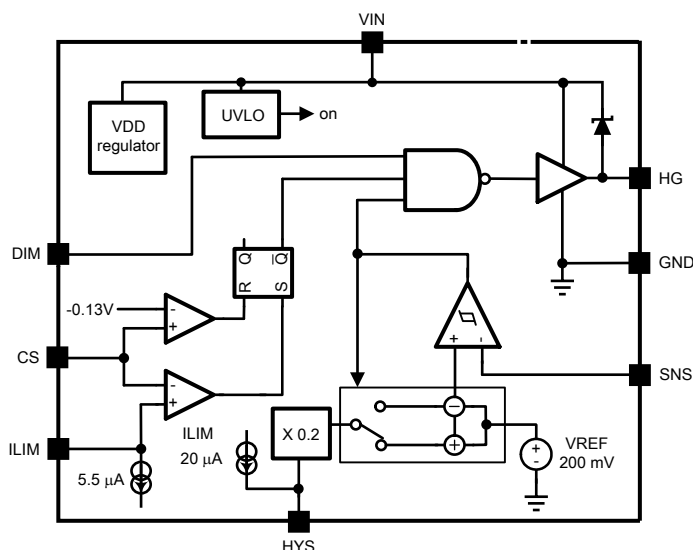 VIN
VDD
regulator
UVLO
on
HG
DIM
Q
Q
R
S
GND
-0.13V
-
+
CS
-
+
+
-
SNS
ILIM
5.5 µA
ILIM
20 µA
X 0.2
−
+
+
-
VREF
200 mV
HYS